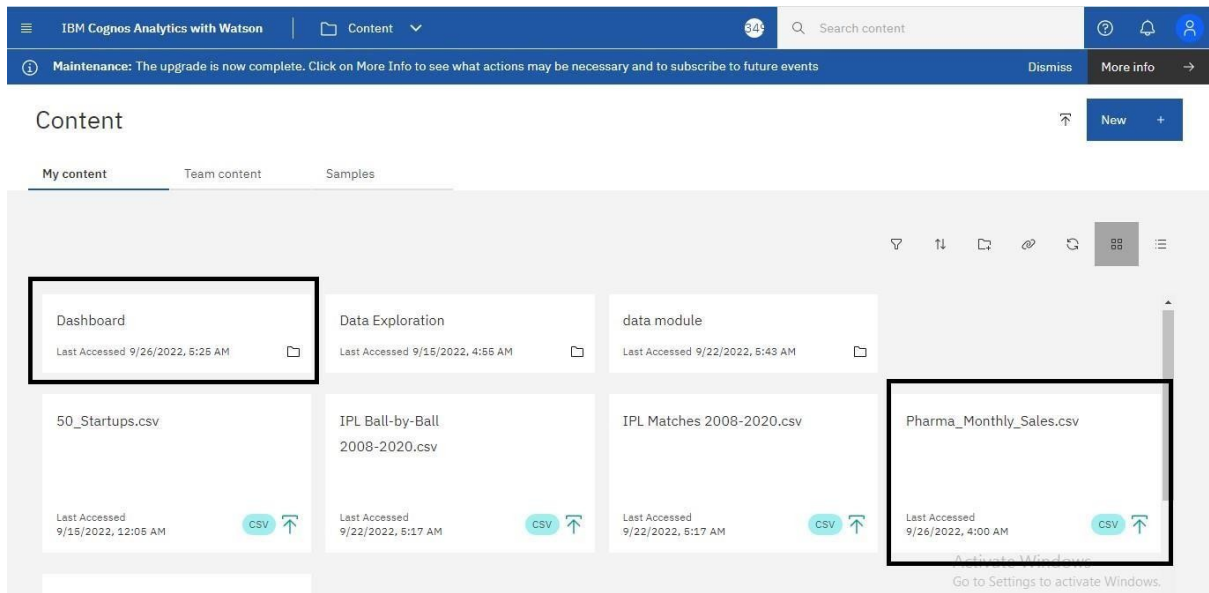 IBM Cognos Analytics with Watson
Content
349
Search content
Maintenance: The upgrade is now complete. Click on More Info to see what actions may be necessary and to subscribe to future events
Dismiss
More info
Content
New
My content
Team content
Samples
Dashboard
Last Accessed 9/26/2022, 5:25 AM
Data Exploration
Last Accessed 9/15/2022, 4:55 AM
data module
Last Accessed 9/22/2022, 5:43 AM
50_Startups.csv
Last Accessed
9/15/2022, 12:05 AM
CSV
IPL Ball-by-Ball
2008-2020.csv
Last Accessed
9/22/2022, 5:17 AM
CSV
IPL Matches 2008-2020.csv
Last Accessed
9/22/2022, 5:17 AM
CSV
Pharma_Monthly_Sales.csv
Last Accessed
9/26/2022, 4:00 AM
CSV
Activate Windows
Go to Settings to activate Windows.